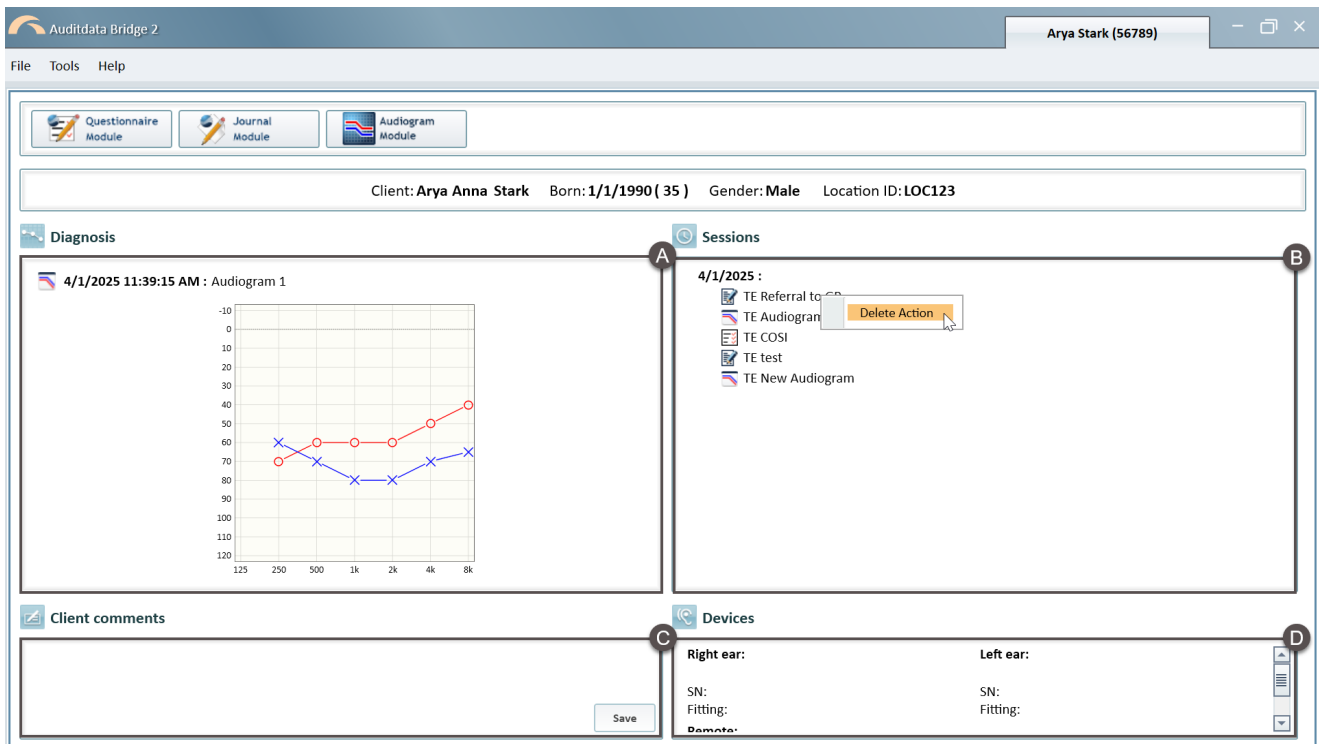 Auditdata Bridge 2
Arya Stark (56789)
File Tools Help
Questionnaire
Module
Journal
Module
Audiogram
Module
Client: Arya Anna Stark Born: 1/1/1990 ( 35 ) Gender: Male Location ID: LOC123
Diagnosis
A
4/1/2025 11:39:15 AM : Audiogram 1
-10
0
10
20
30
40
50
60
70
80
90
100
110
120
125 250 500 1k 2k 4k 8k
Sessions
B
4/1/2025 :
TE Referral to GP
TE Audiogram
Delete Action
TE COSI
TE test
TE New Audiogram
Client comments
C
Save
Devices
D
Right ear: Left ear:
SN: SN:
Fitting: Fitting:
Remote: